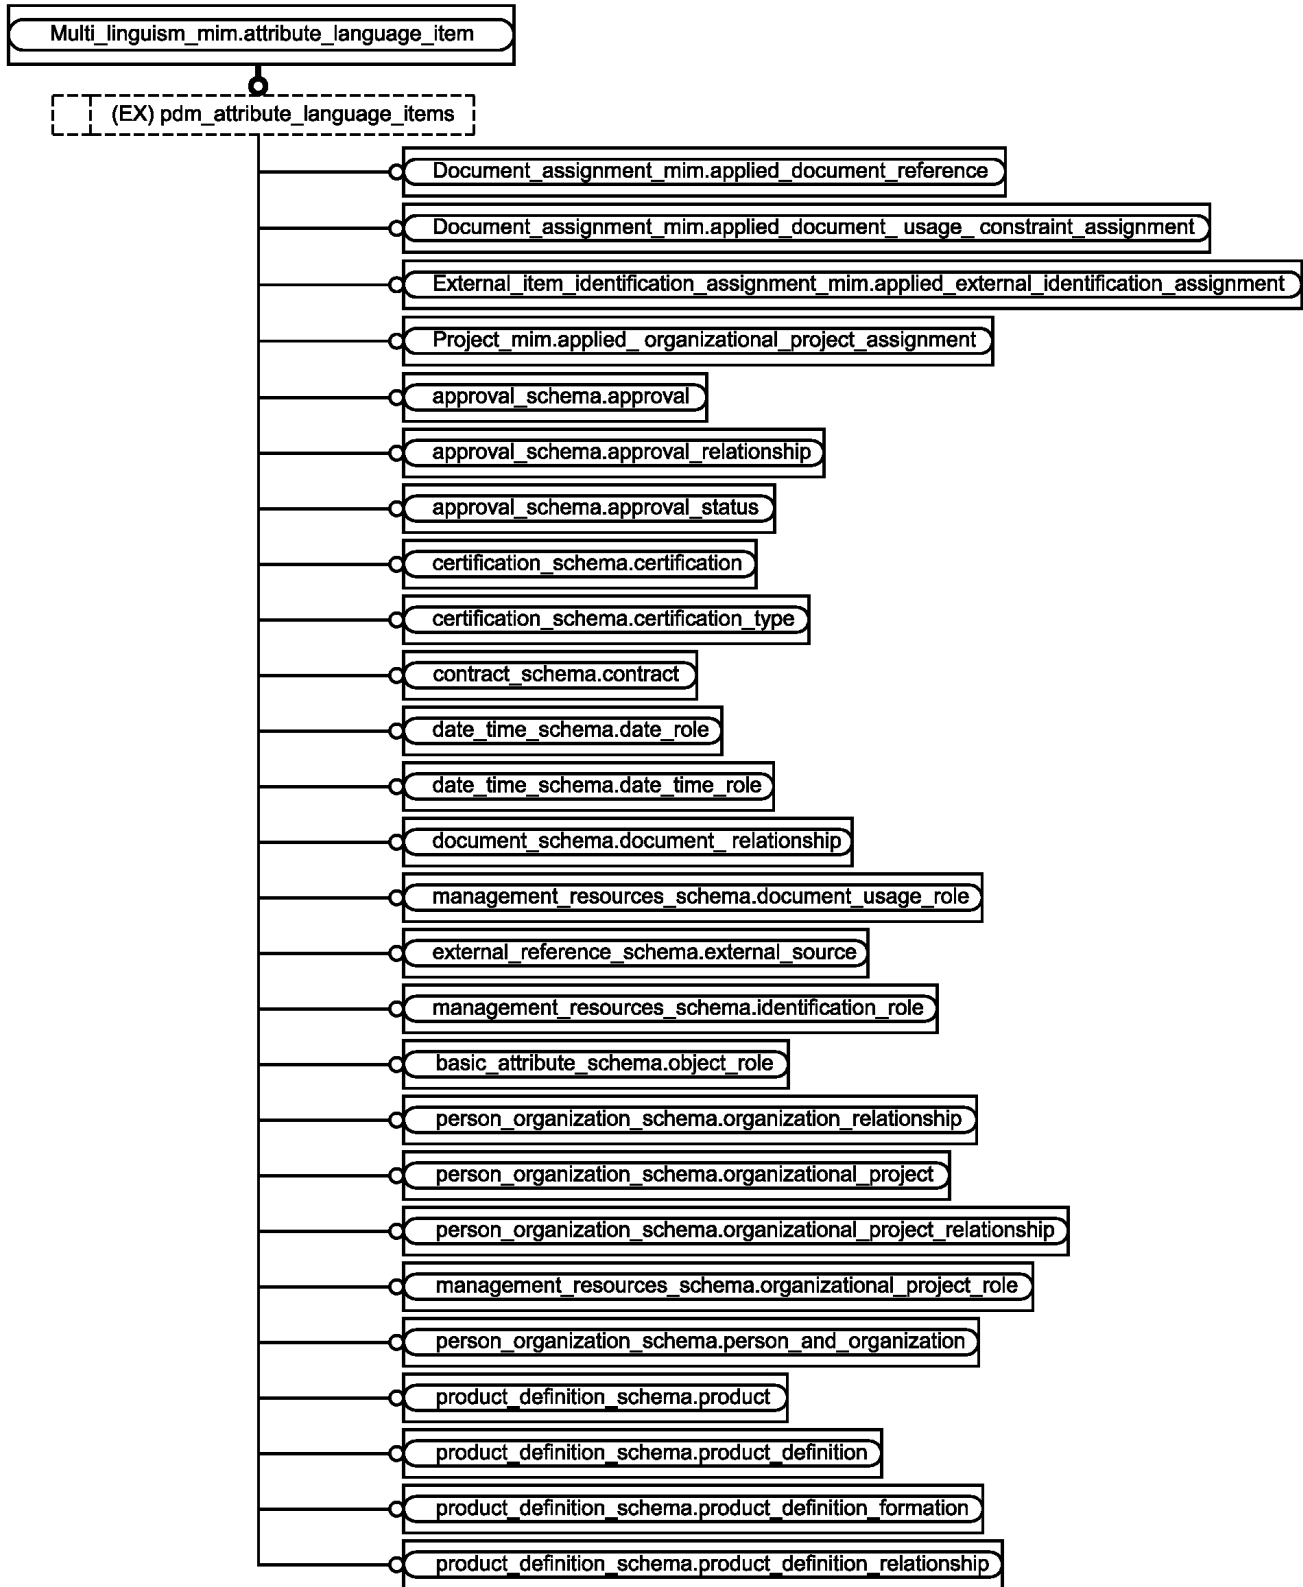 Multi_linguism_mim.attribute_language_item
(EX) pdm_attribute_language_items
Document_assignment_mim.applied_document_reference
Document_assignment_mim.applied_document_ usage_ constraint_assignment
External_item_identification_assignment_mim.applied_external_identification_assignment
Project_mim.applied_ organizational_project_assignment
approval_schema.approval
approval_schema.approval_relationship
approval_schema.approval_status
certification_schema.certification
certification_schema.certification_type
contract_schema.contract
date_time_schema.date_role
date_time_schema.date_time_role
document_schema.document_ relationship
management_resources_schema.document_usage_role
external_reference_schema.external_source
management_resources_schema.identification_role
basic_attribute_schema.object_role
person_organization_schema.organization_relationship
person_organization_schema.organizational_project
person_organization_schema.organizational_project_relationship
management_resources_schema.organizational_project_role
person_organization_schema.person_and_organization
product_definition_schema.product
product_definition_schema.product_definition
product_definition_schema.product_definition_formation
product_definition_schema.product_definition_relationship